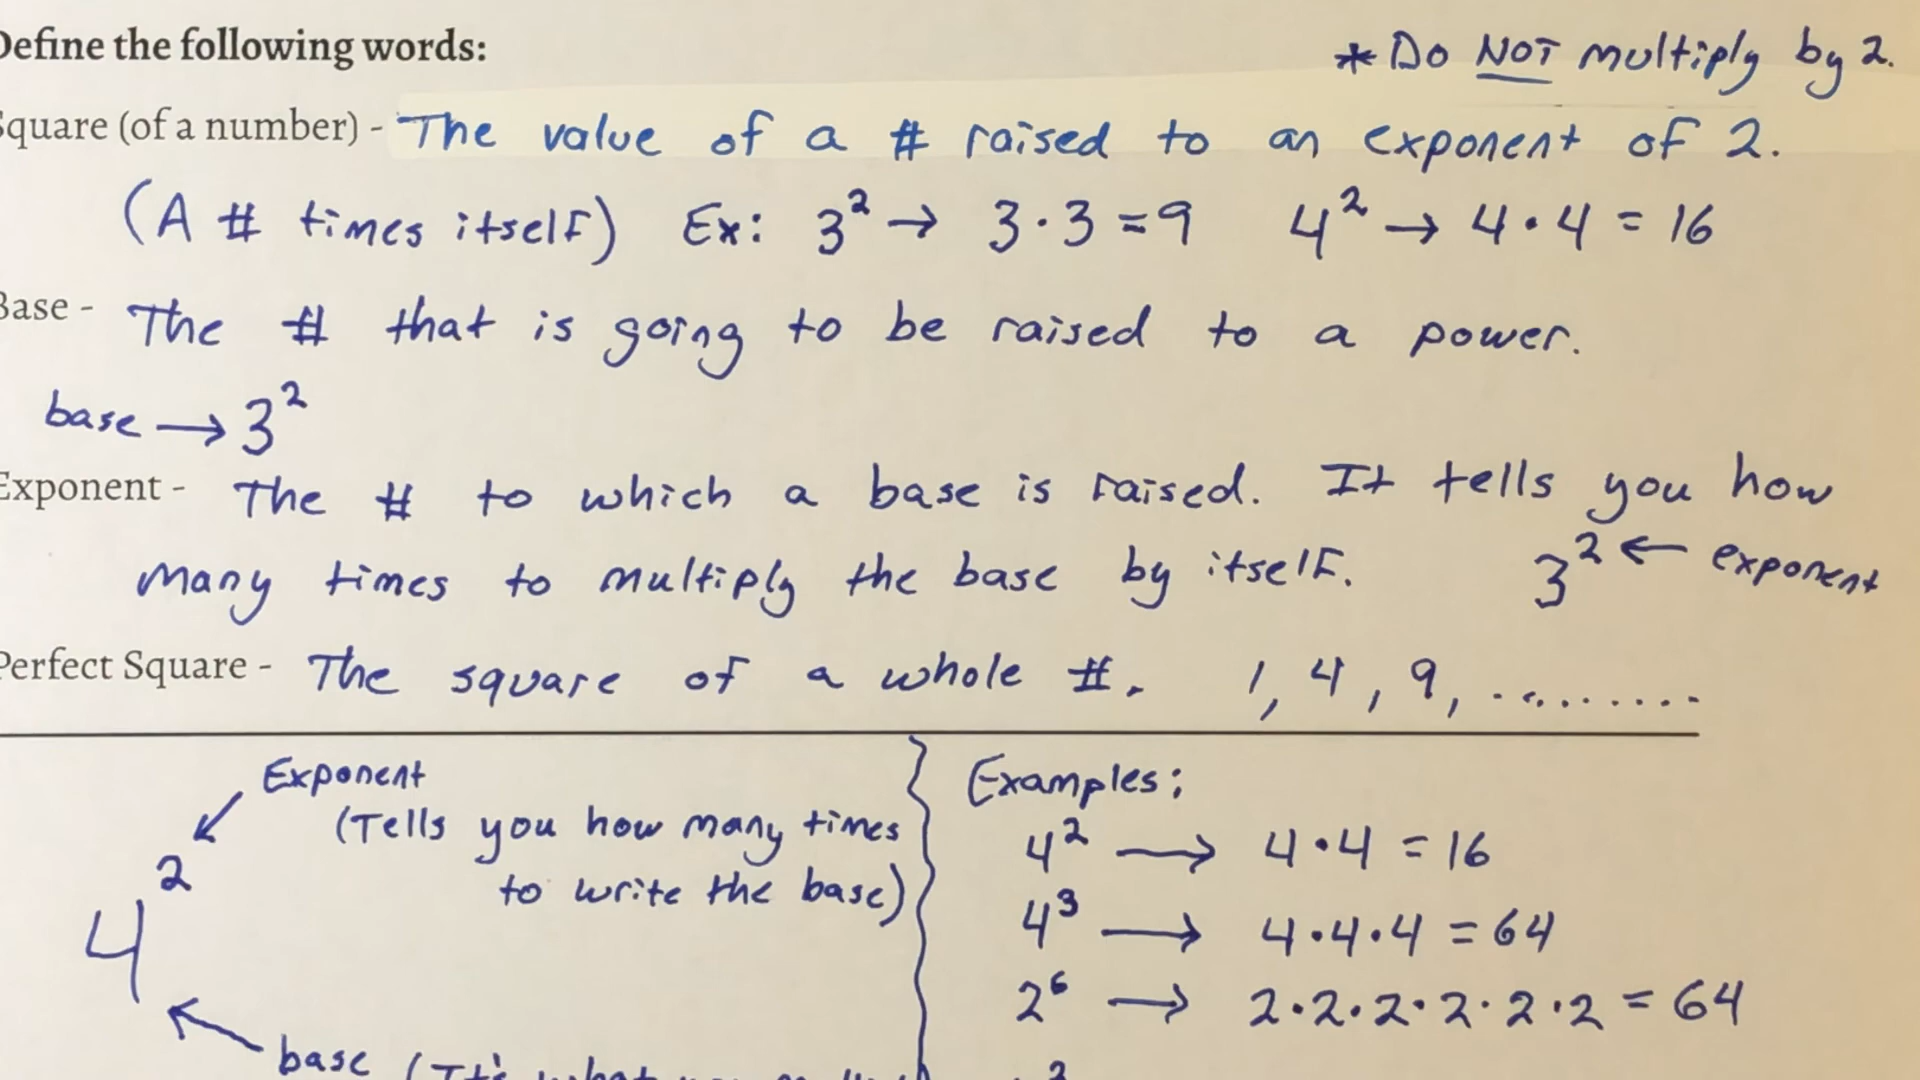 Define the following words:
*Do NOT multiply by 2.
Square (of a number) - The value of a # raised to an exponent of 2.
(A # times itself) Ex: 3² → 3·3=9 4² → 4·4=16
Base - The # that is going to be raised to a power.
base → 3²
Exponent - The # to which a base is raised. It tells you how
many times to multiply the base by itself. 3² ← exponent
Perfect Square - The square of a whole #. 1, 4, 9, .........
Exponent
(Tells you how many times
to write the base)
4²
base (It's what
Examples:
4² → 4·4=16
4³ → 4·4·4=64
2⁶ → 2·2·2·2·2·2=64